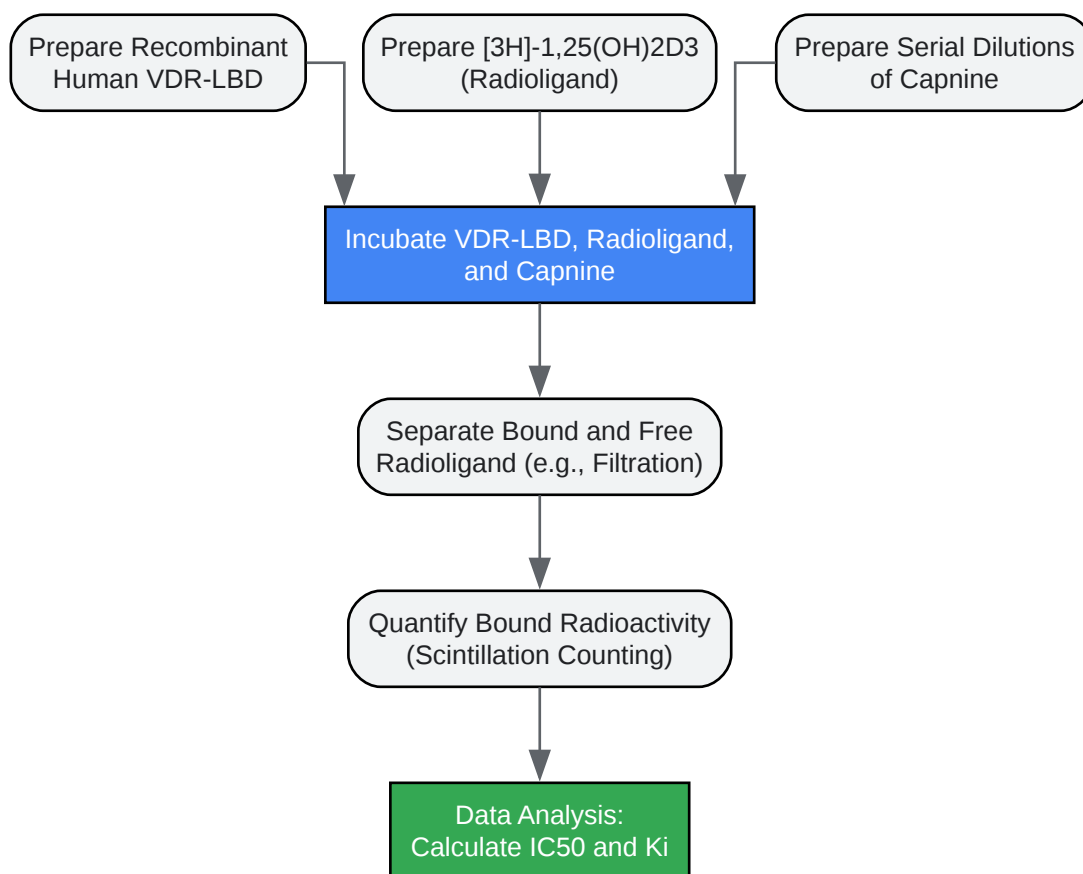 Prepare Recombinant
Human VDR-LBD
Prepare [3H]-1,25(OH)2D3
(Radioligand)
Prepare Serial Dilutions
of Capnine
Incubate VDR-LBD, Radioligand,
and Capnine
Separate Bound and Free
Radioligand (e.g., Filtration)
Quantify Bound Radioactivity
(Scintillation Counting)
Data Analysis:
Calculate IC50 and Ki